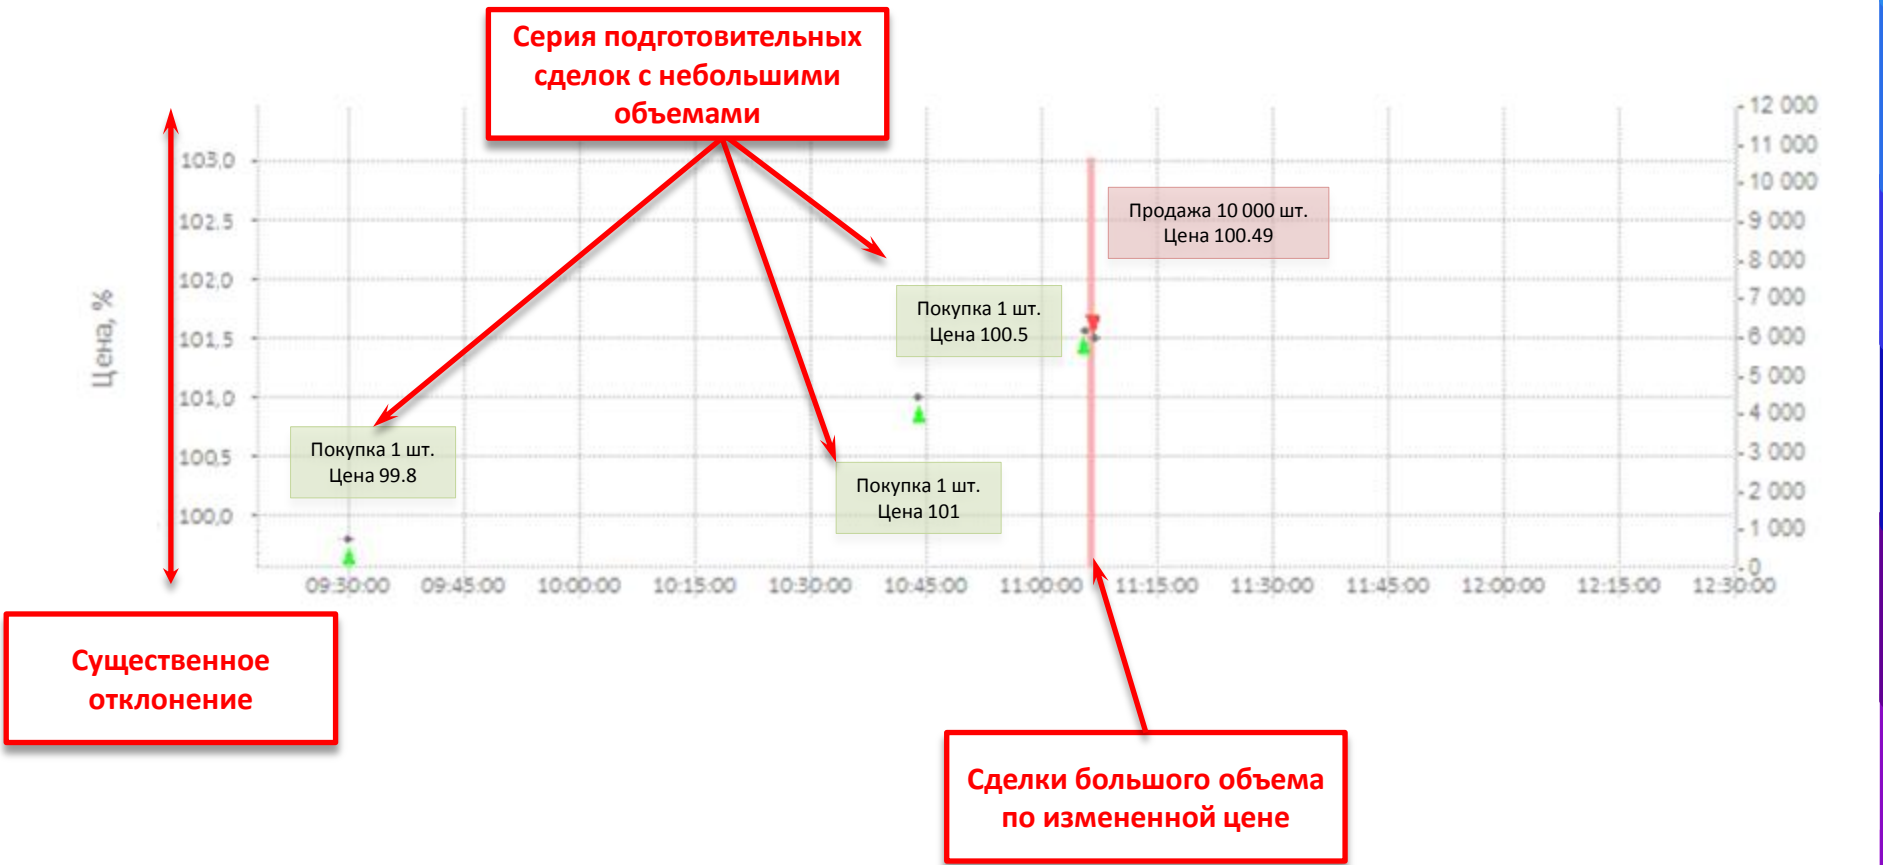 Серия подготовительных
сделок с небольшими
объемами
12 000
11 000
10 000
9 000
8 000
7 000
6 000
5 000
4 000
3 000
2 000
1 000
0
103,0
102,5
102,0
101,5
101,0
100,5
100,0
Цена, %
Продажа 10 000 шт.
Цена 100.49
Покупка 1 шт.
Цена 100.5
Покупка 1 шт.
Цена 99.8
Покупка 1 шт.
Цена 101
09:30:00 09:45:00 10:00:00 10:15:00 10:30:00 10:45:00 11:00:00 11:15:00 11:30:00 11:45:00 12:00:00 12:15:00 12:30:00
Существенное
отклонение
Сделки большого объема
по измененной цене